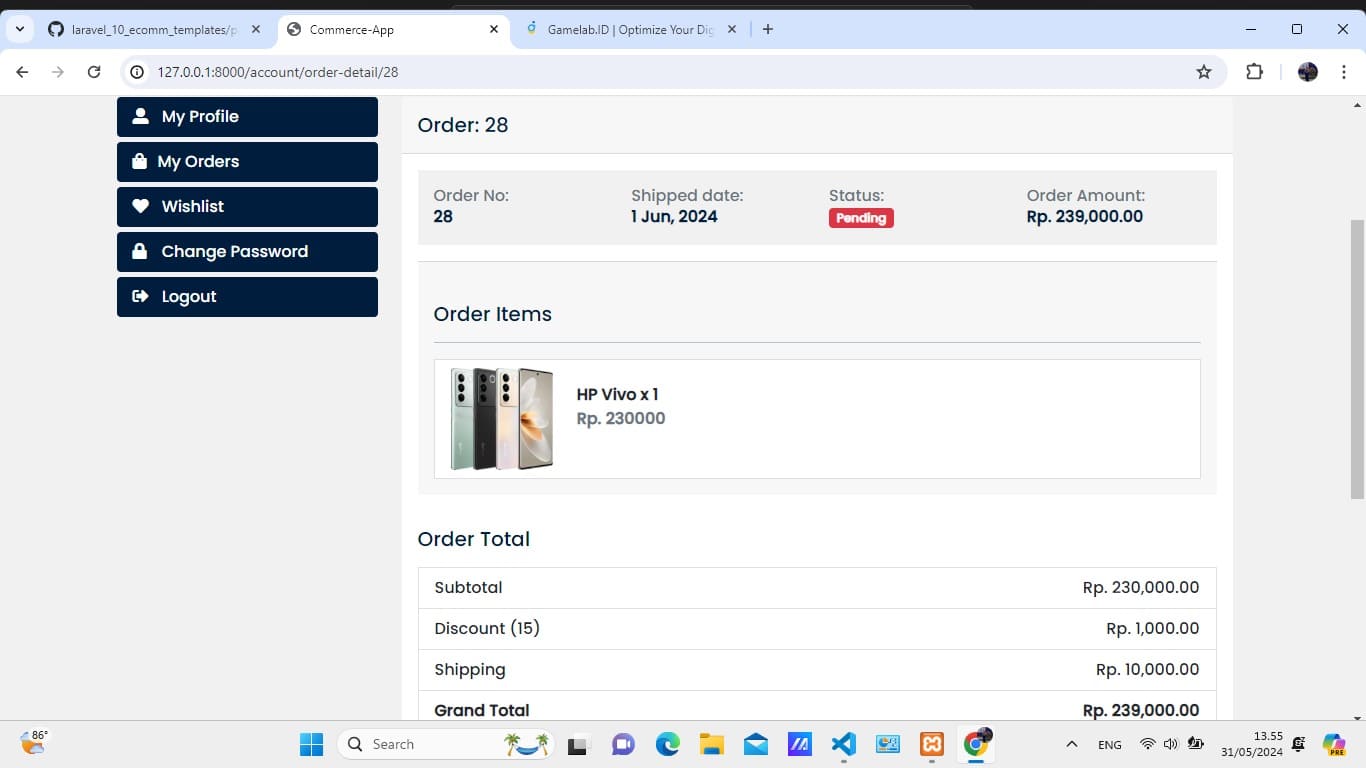 laravel_10_ecomm_templates/p
Commerce-App
Gamelab.ID | Optimize Your Dig
127.0.0.1:8000/account/order-detail/28
My Profile
My Orders
Wishlist
Change Password
Logout
Order: 28
Order No:
28
Shipped date:
1 Jun, 2024
Status:
Pending
Order Amount:
Rp. 239,000.00
Order Items
HP Vivo x 1
Rp. 230000
Order Total
Subtotal
Rp. 230,000.00
Discount (15)
Rp. 1,000.00
Shipping
Rp. 10,000.00
Grand Total
Rp. 239,000.00
86°
Search
ENG
13.55
31/05/2024
PRE